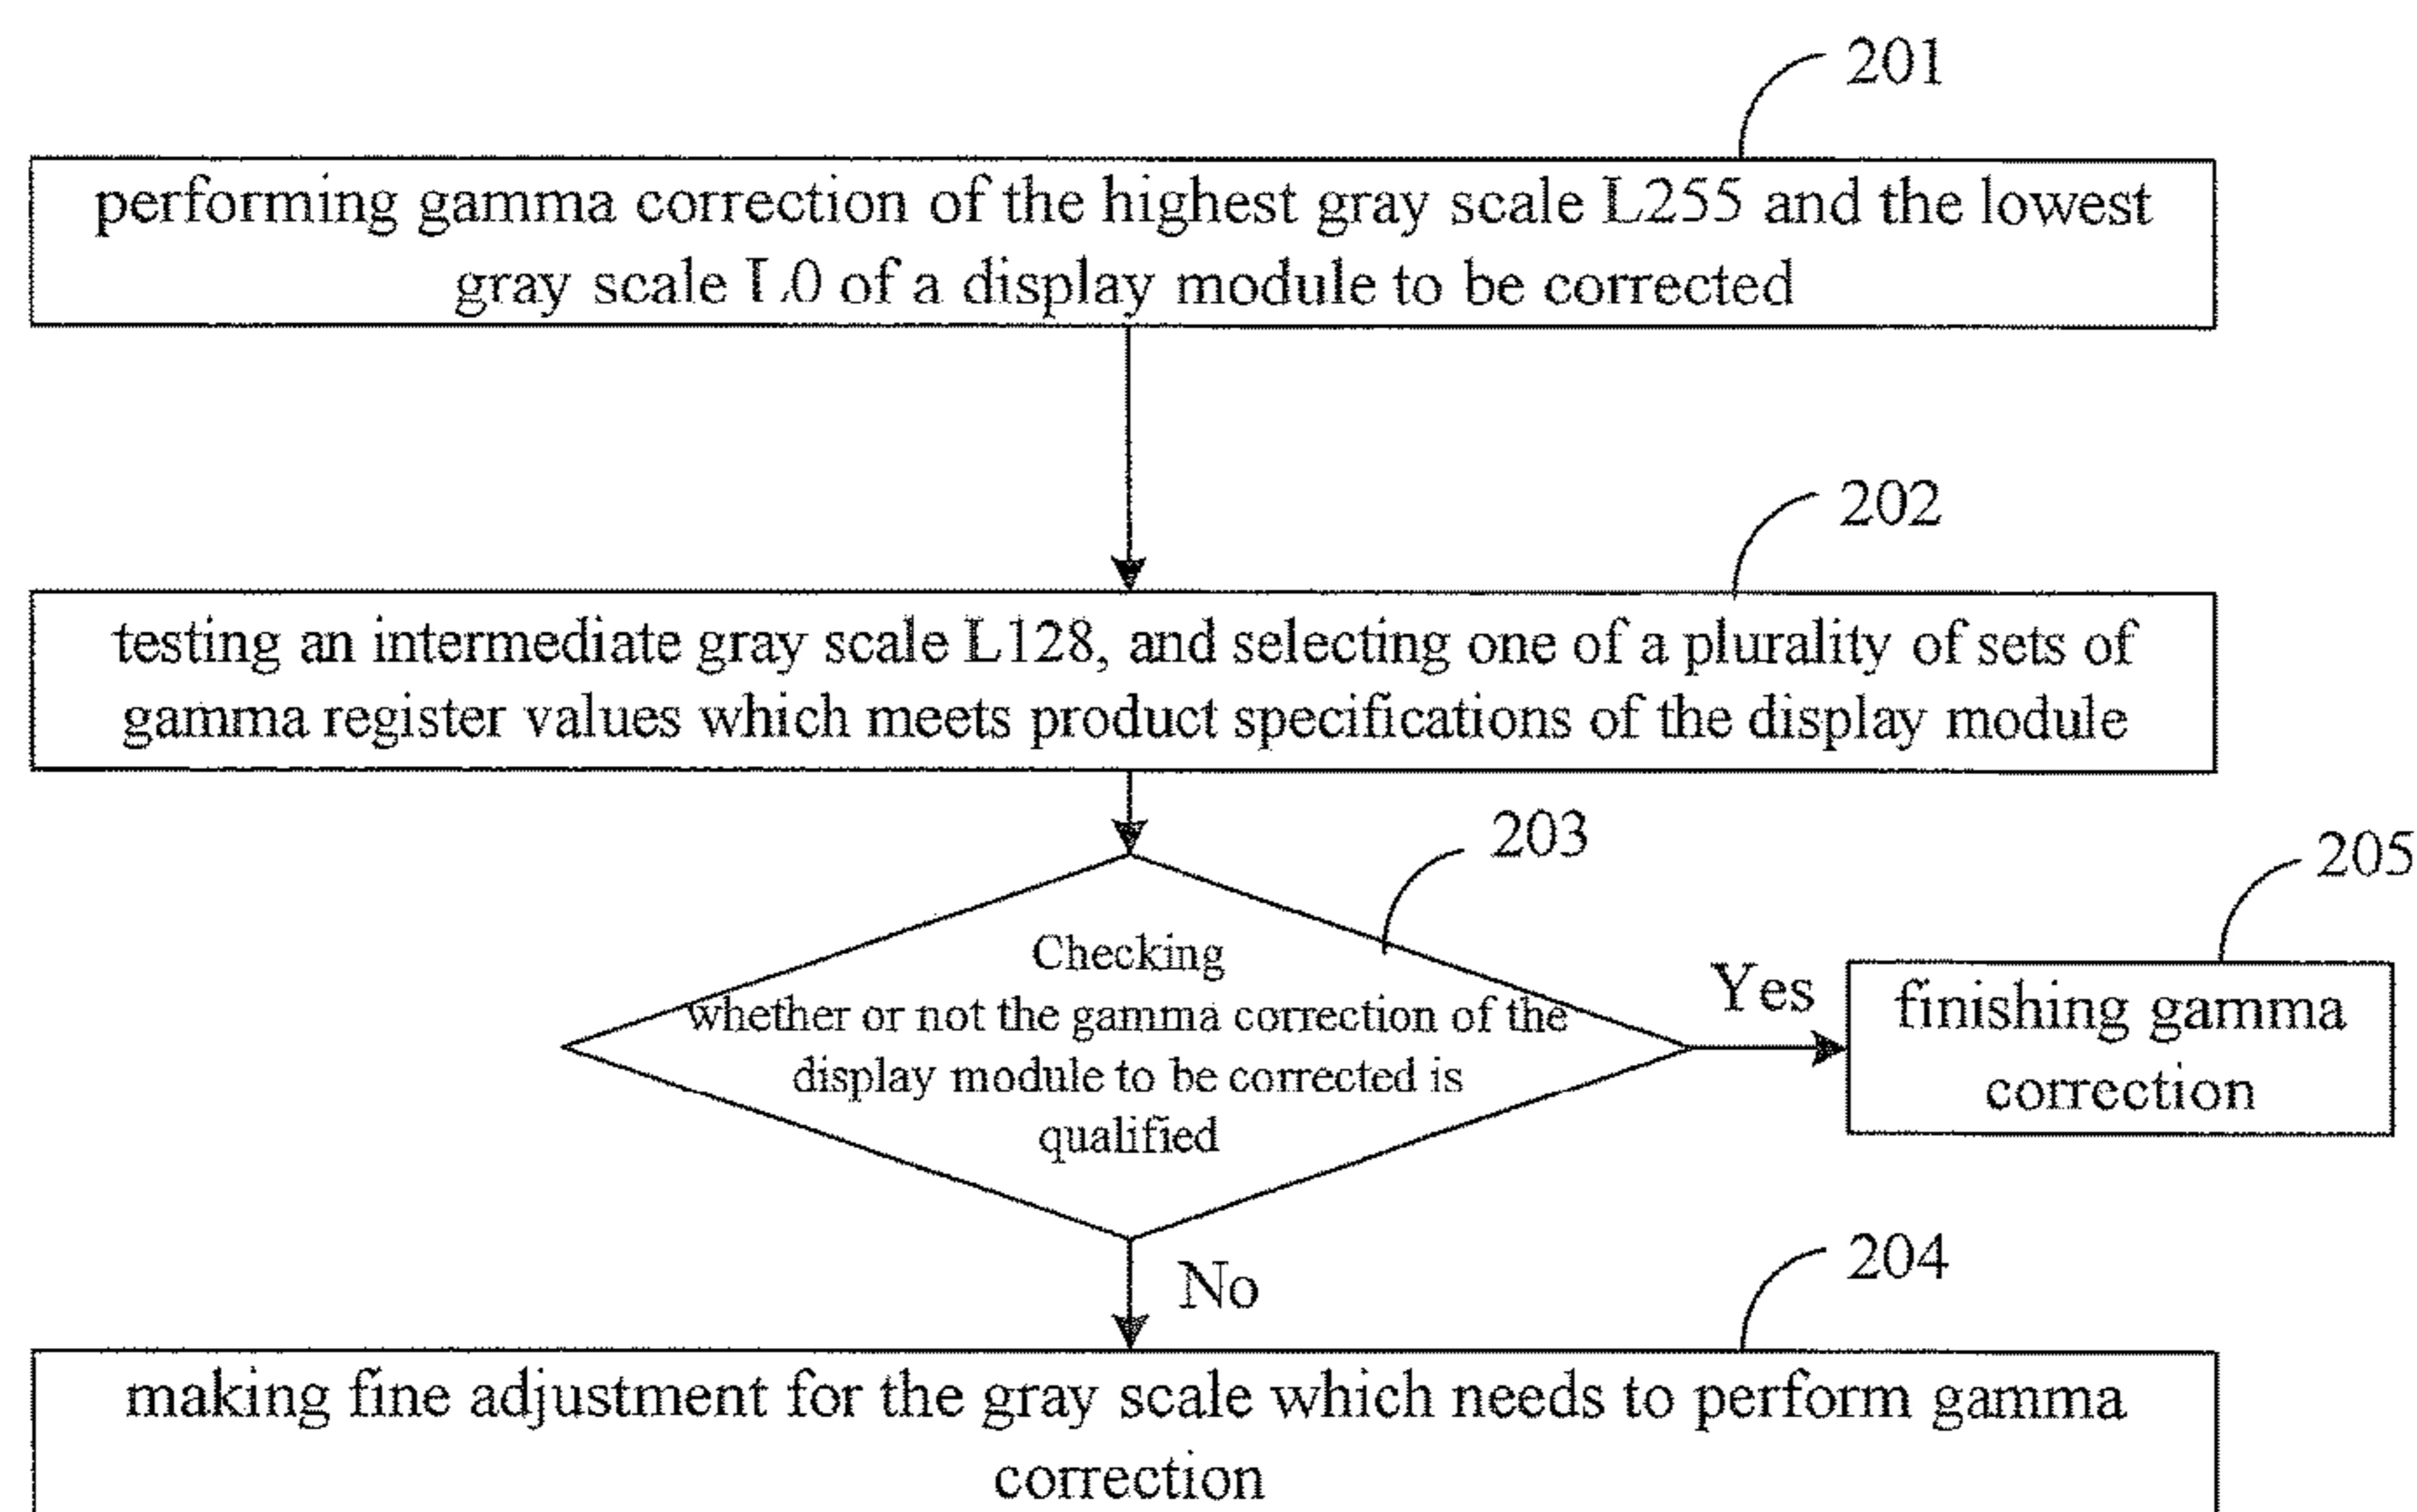 201
performing gamma correction of the highest gray scale L255 and the lowest
gray scale L0 of a display module to be corrected
202
testing an intermediate gray scale L128, and selecting one of a plurality of sets of
gamma register values which meets product specifications of the display module
203
205
Checking
whether or not the gamma correction of the
display module to be corrected is
qualified
Yes
finishing gamma
correction
No
204
making fine adjustment for the gray scale which needs to perform gamma
correction